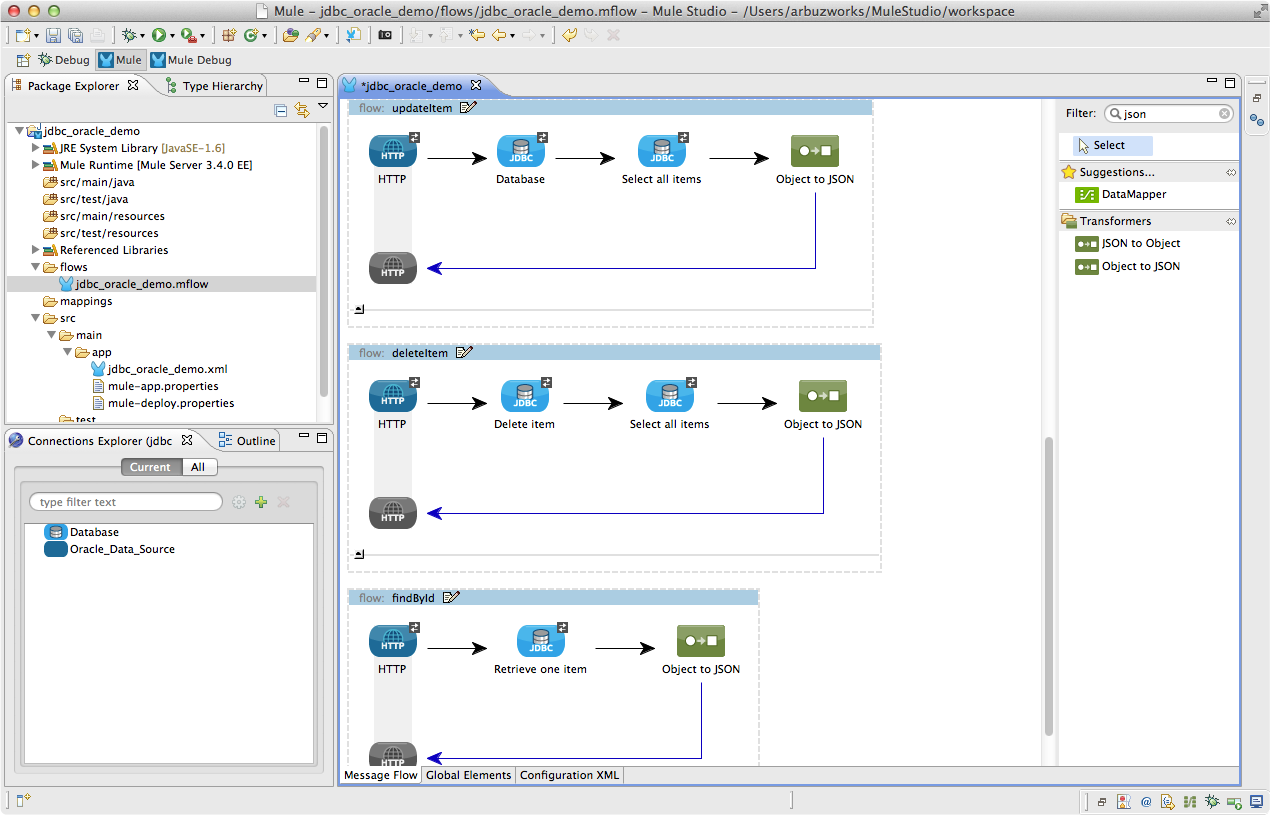 Mule – jdbc_oracle_demo/flows/jdbc_oracle_demo.mflow – Mule Studio – /Users/arbuzworks/MuleStudio/workspace
Debug Mule Mule Debug
Package Explorer Type Hierarchy
jdbc_oracle_demo
JRE System Library [JavaSE-1.6]
Mule Runtime [Mule Server 3.4.0 EE]
src/main/java
src/test/java
src/main/resources
src/test/resources
Referenced Libraries
flows
jdbc_oracle_demo.mflow
mappings
src
main
app
jdbc_oracle_demo.xml
mule-app.properties
mule-deploy.properties
test
Connections Explorer (jdbc Outline
Current All
type filter text
Database
Oracle_Data_Source
*jdbc_oracle_demo
flow: updateItem
HTTP JDBC JDBC
HTTP Database Select all items Object to JSON
HTTP
flow: deleteItem
HTTP JDBC JDBC
HTTP Delete item Select all items Object to JSON
HTTP
flow: findById
HTTP JDBC
HTTP Retrieve one item Object to JSON
HTTP
Message Flow Global Elements Configuration XML
Filter: json
Select
Suggestions...
DataMapper
Transformers
JSON to Object
Object to JSON
@